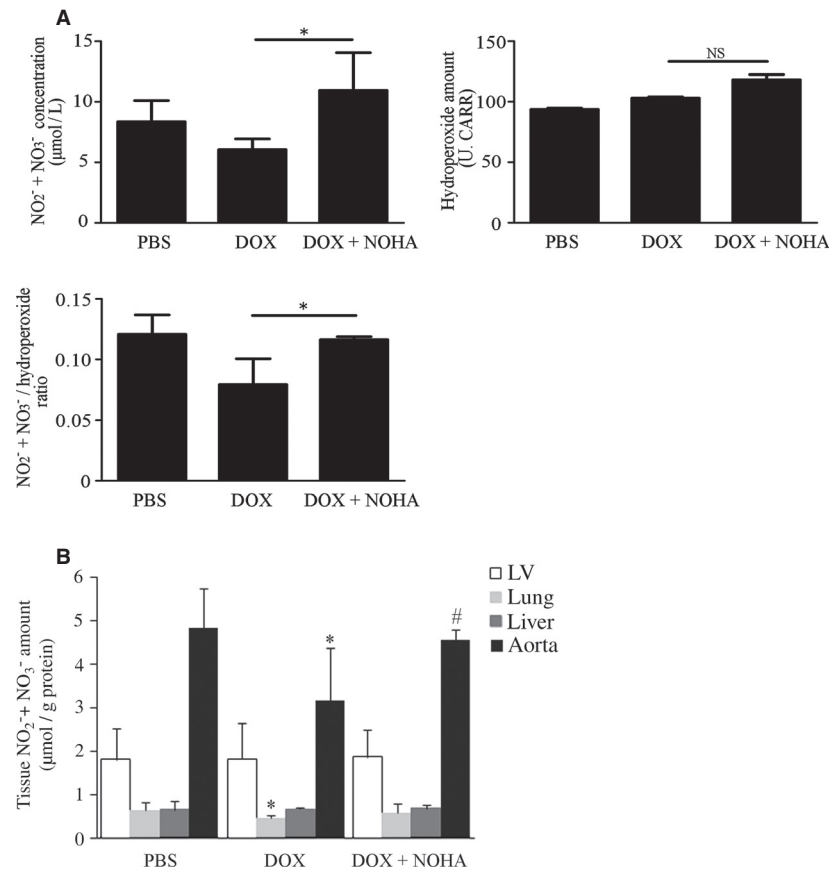 A
NO2⁻ + NO3⁻ concentration
(μmol / L)
15
10
5
0
*
PBS
DOX
DOX + NOHA
Hydroperoxide amount
(U. CARR)
150
100
50
0
NS
PBS
DOX
DOX + NOHA
NO2⁻ + NO3⁻ / hydroperoxide
ratio
0.15
0.10
0.05
0
*
PBS
DOX
DOX + NOHA
B
Tissue NO2⁻+ NO3⁻ amount
(μmol / g protein)
6
5
4
3
2
1
0
*
*
#
PBS
DOX
DOX + NOHA
LV
Lung
Liver
Aorta